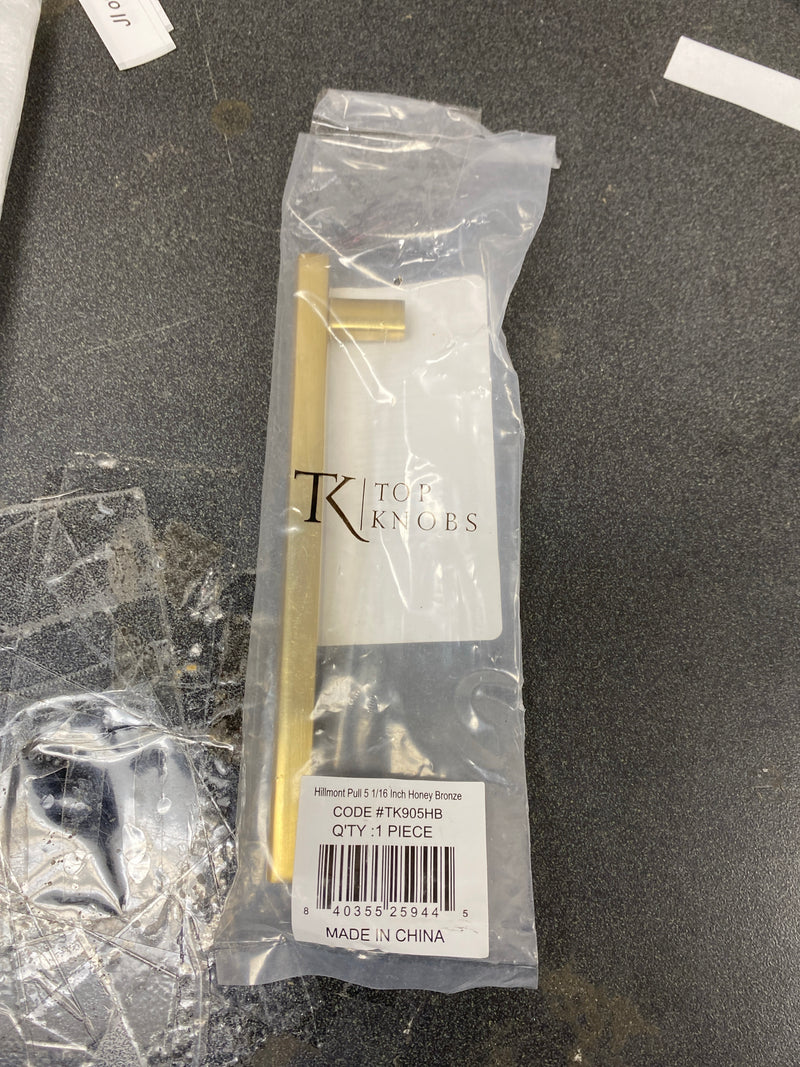 TK TOP
KNOBS
Hillmont Pull 5 1/16 Inch Honey Bronze
CODE #TK905HB
Q'TY :1 PIECE
8 40355 25944 5
MADE IN CHINA